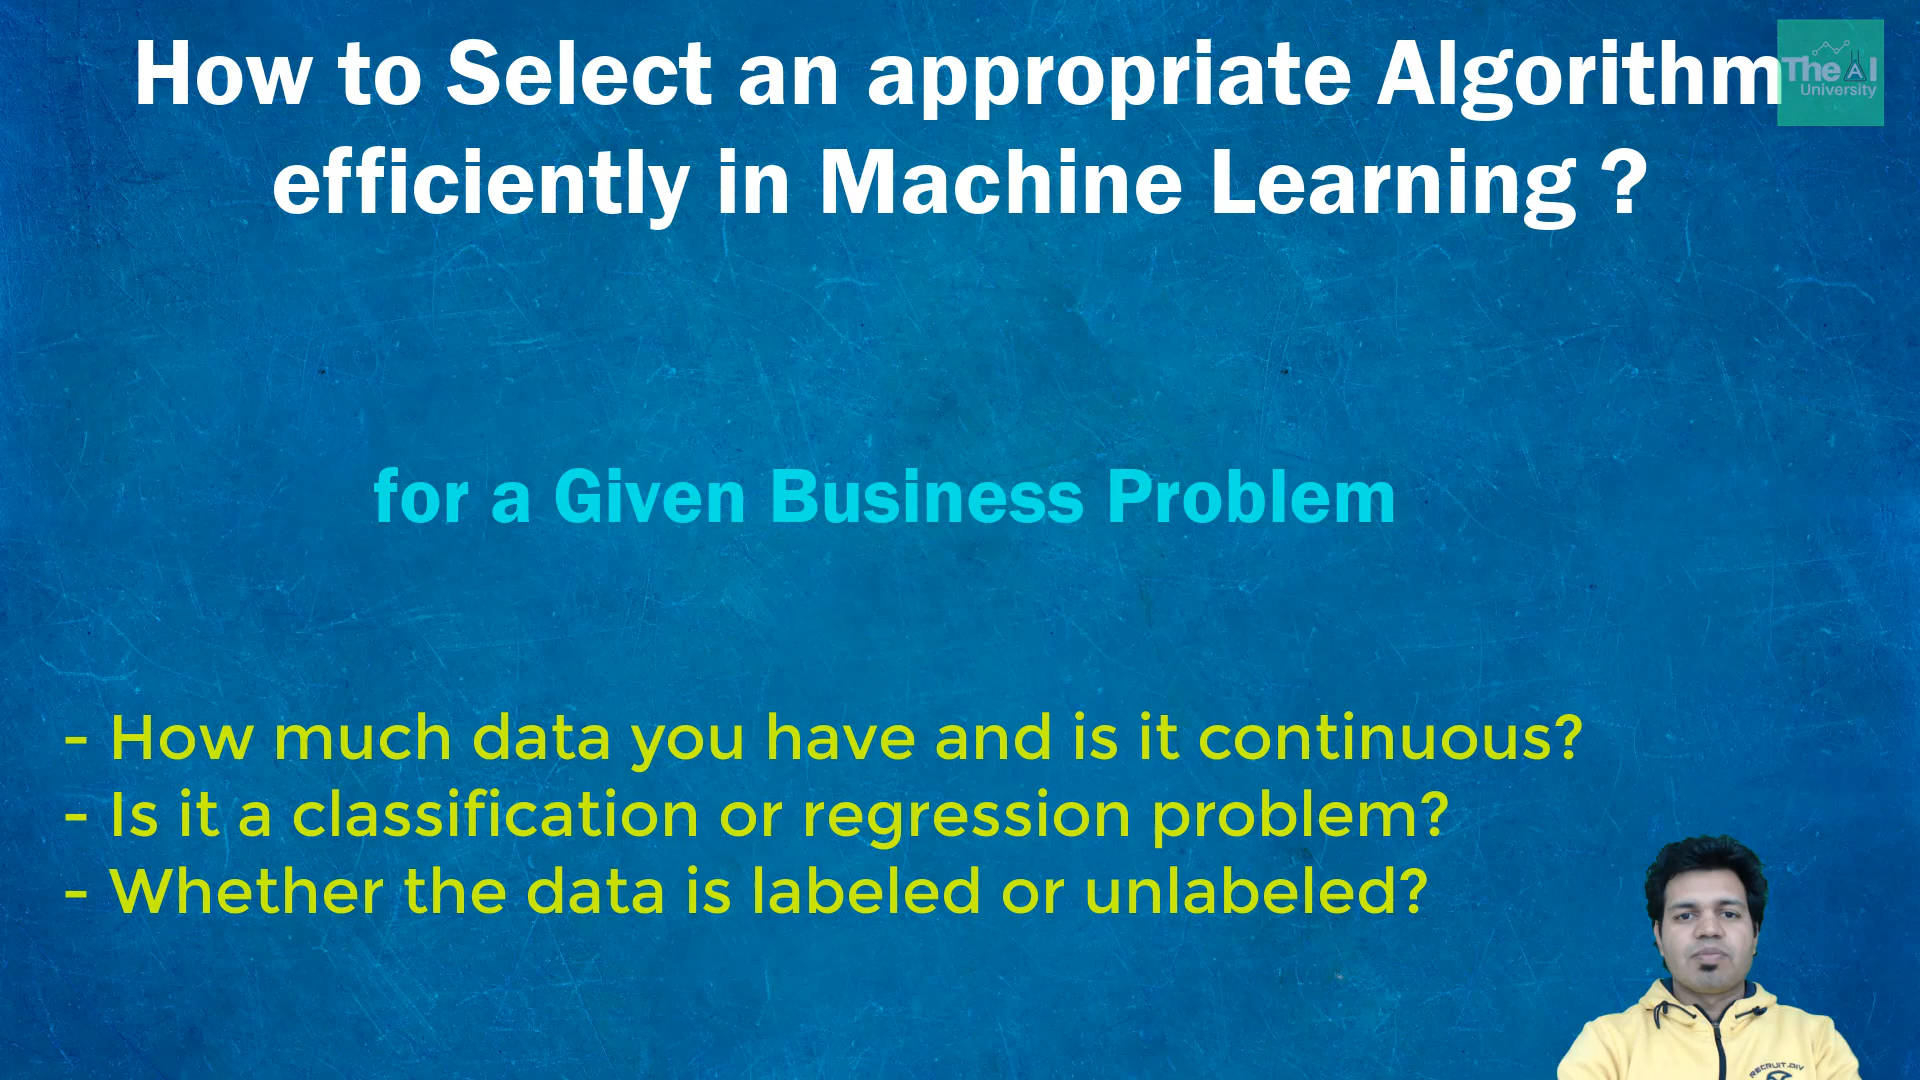 How to Select an appropriate Algorithm
efficiently in Machine Learning ?
The AI
University
for a Given Business Problem
- How much data you have and is it continuous?
- Is it a classification or regression problem?
- Whether the data is labeled or unlabeled?
RECRUIT.DIV